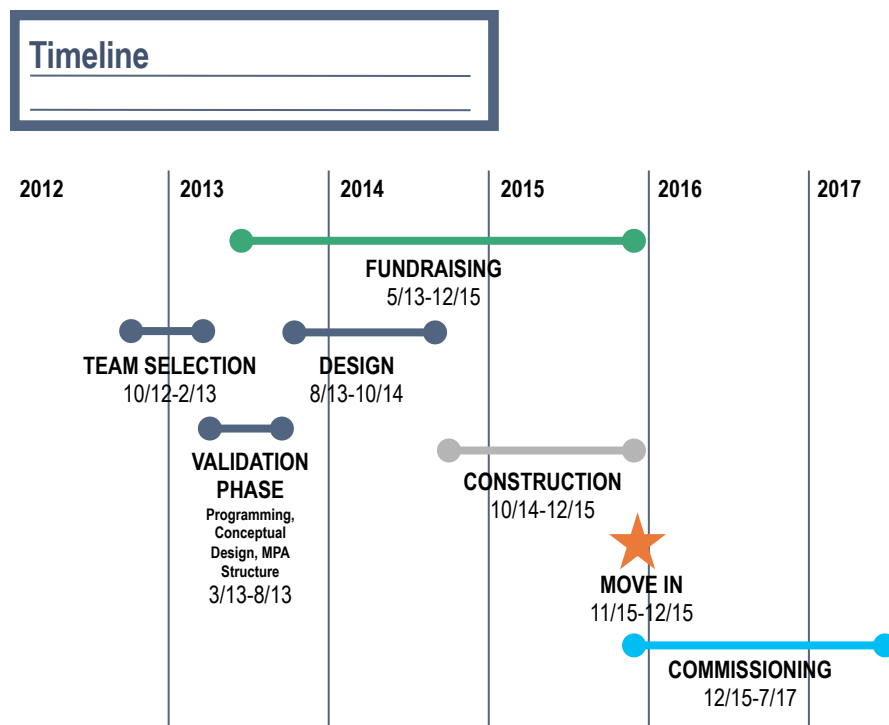 Timeline
2012 2013 2014 2015 2016 2017
FUNDRAISING
5/13-12/15
TEAM SELECTION
10/12-2/13
DESIGN
8/13-10/14
VALIDATION
PHASE
Programming,
Conceptual
Design, MPA
Structure
3/13-8/13
CONSTRUCTION
10/14-12/15
MOVE IN
11/15-12/15
COMMISSIONING
12/15-7/17